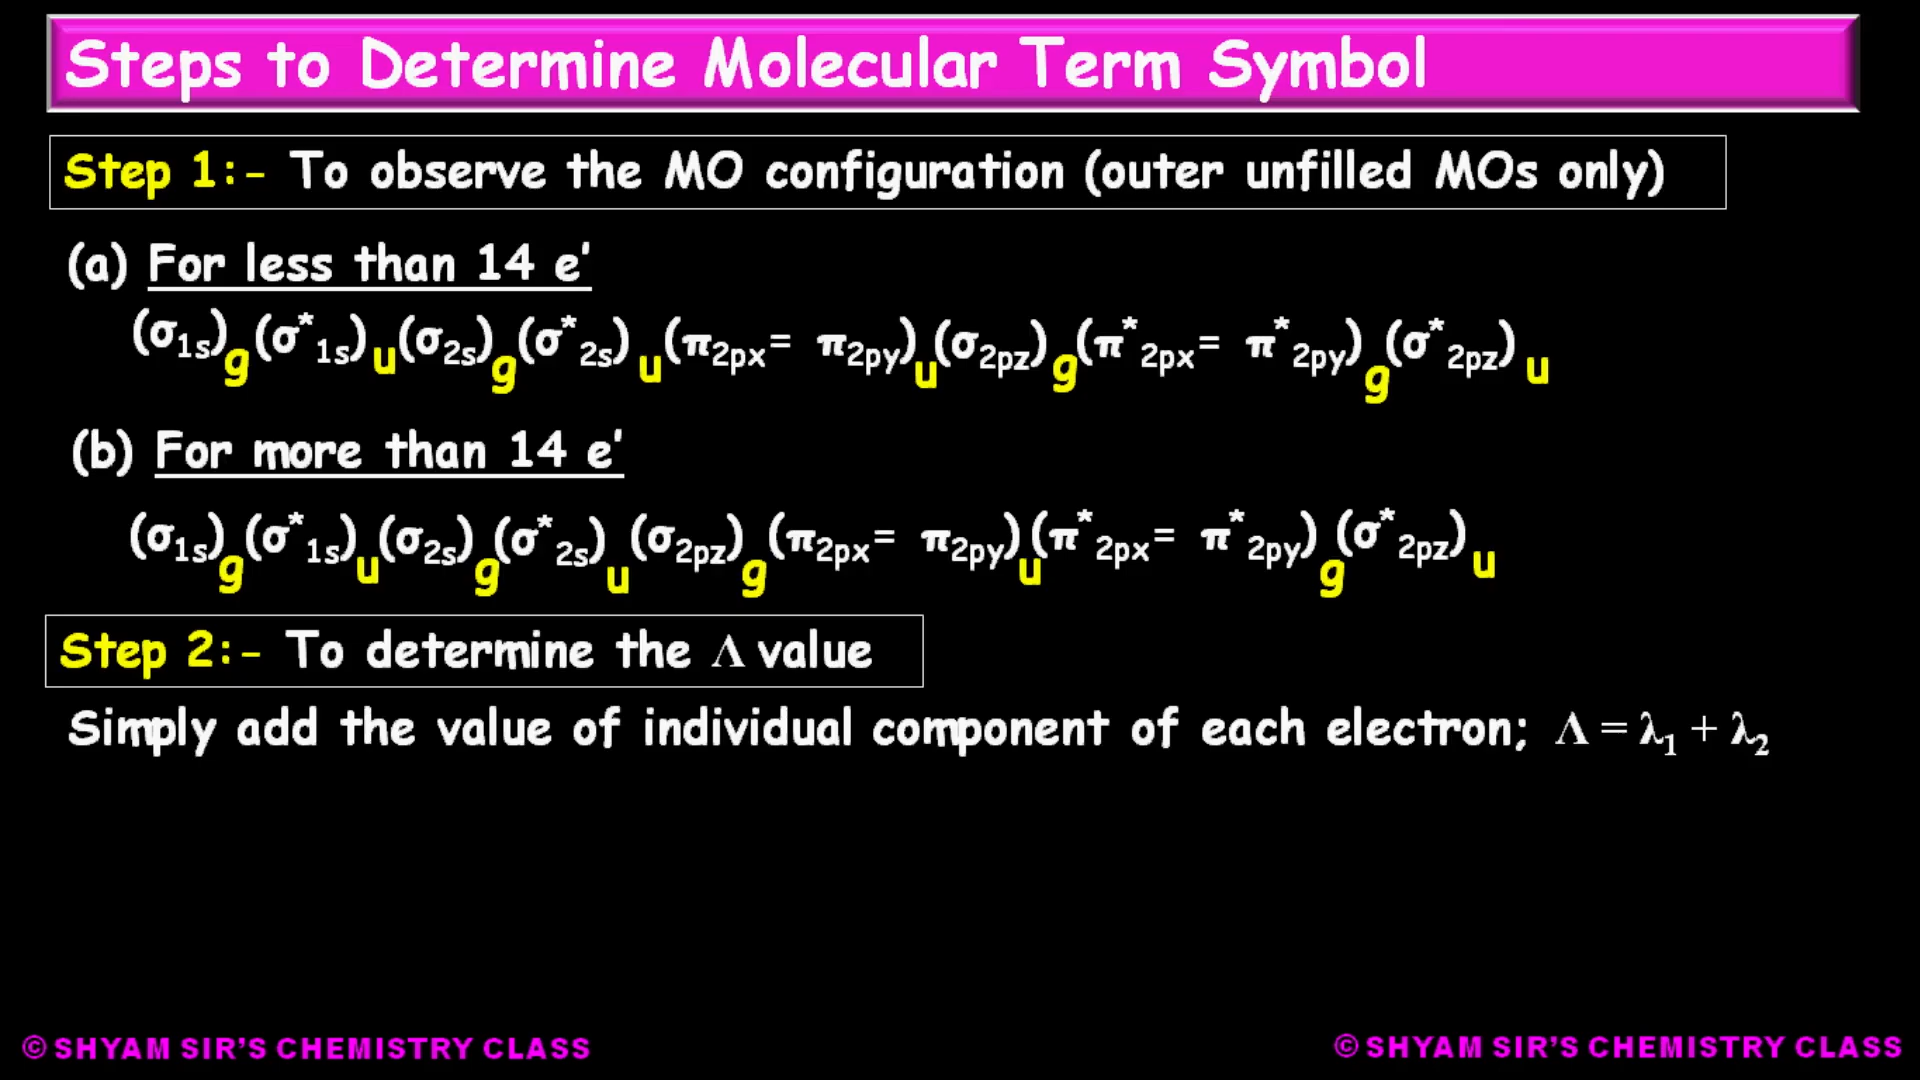 Steps to Determine Molecular Term Symbol
Step 1:- To observe the MO configuration (outer unfilled MOs only)
(a) For less than 14 e'
(σ1s)g (σ*1s)u (σ2s)g (σ*2s)u (π2px= π2py)u (σ2pz)g (π*2px= π*2py)g (σ*2pz)u
(b) For more than 14 e'
(σ1s)g (σ*1s)u (σ2s)g (σ*2s)u (σ2pz)g (π2px= π2py)u (π*2px= π*2py)g (σ*2pz)u
Step 2:- To determine the Λ value
Simply add the value of individual component of each electron; Λ = λ1 + λ2
© SHYAM SIR'S CHEMISTRY CLASS
© SHYAM SIR'S CHEMISTRY CLASS